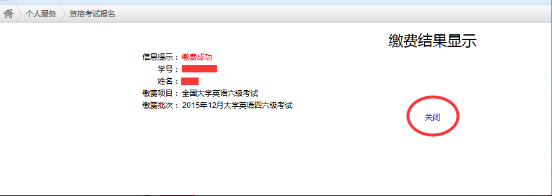 个人服务 资格考试报名
缴费结果显示
信息提示： 缴费成功
学号：
姓名：
缴费项目： 全国大学英语六级考试
缴费批次： 2015年12月大学英语四六级考试
关闭